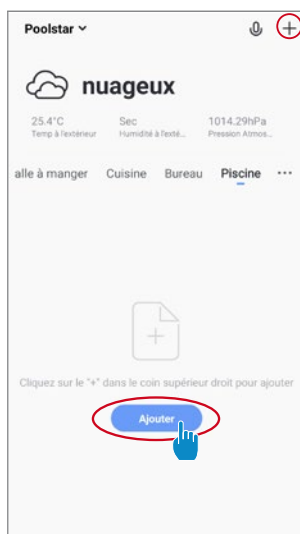 Poolstar
nuageux
25.4°C Sec 1014.29hPa
Temp à l'extérieur Humidité à l'exté... Pression Atmos...
alle à manger Cuisine Bureau Piscine ...
Cliquez sur le "+" dans le coin supérieur droit pour ajouter
Ajouter